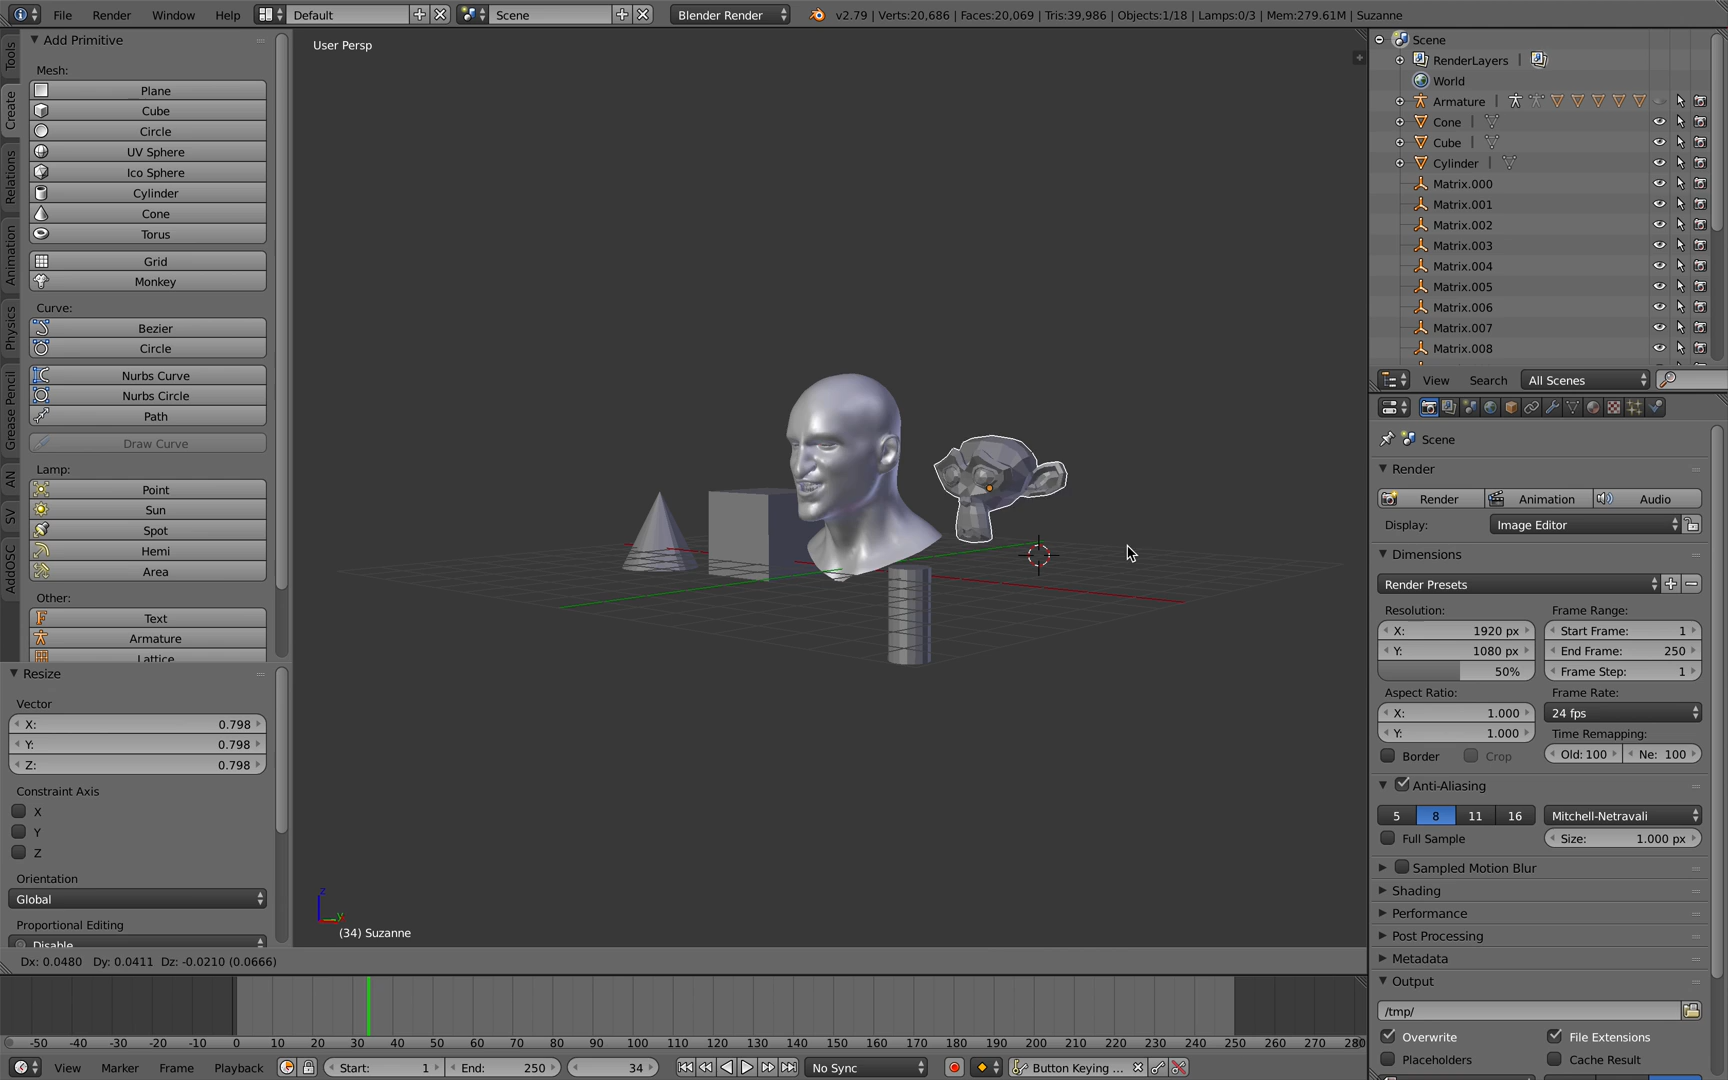 File Render Window Help Default Scene Blender Render v2.79 | Verts:20,686 | Faces:20,069 | Tris:39,986 | Objects:1/18 | Lamps:0/3 | Mem:279.61M | Suzanne
Tools
Create
Relations
Animation
Physics
Grease Pencil
AN
SV
AddOSC
Add Primitive
Mesh:
Plane
Cube
Circle
UV Sphere
Ico Sphere
Cylinder
Cone
Torus
Grid
Monkey
Curve:
Bezier
Circle
Nurbs Curve
Nurbs Circle
Path
Draw Curve
Lamp:
Point
Sun
Spot
Hemi
Area
Other:
Text
Armature
Lattice
Resize
Vector
X: 0.798
Y: 0.798
Z: 0.798
Constraint Axis
X
Y
Z
Orientation
Global
Proportional Editing
Disable
User Persp
z
y
(34) Suzanne
Dx: 0.0480 Dy: 0.0411 Dz: -0.0210 (0.0666)
-50 -40 -30 -20 -10 0 10 20 30 40 50 60 70 80 90 100 110 120 130 140 150 160 170 180 190 200 210 220 230 240 250 260 270 280
View Marker Frame Playback Start: 1 End: 250 34 No Sync Button Keying ...
Scene
RenderLayers |
World
Armature |
Cone |
Cube |
Cylinder |
Matrix.000
Matrix.001
Matrix.002
Matrix.003
Matrix.004
Matrix.005
Matrix.006
Matrix.007
Matrix.008
View Search All Scenes
Scene
Render
Render Animation Audio
Display: Image Editor
Dimensions
Render Presets
Resolution: Frame Range:
X: 1920 px Start Frame: 1
Y: 1080 px End Frame: 250
50% Frame Step: 1
Aspect Ratio: Frame Rate:
X: 1.000 24 fps
Y: 1.000 Time Remapping:
Border Crop Old: 100 Ne: 100
Anti-Aliasing
5 8 11 16 Mitchell-Netravali
Full Sample Size: 1.000 px
Sampled Motion Blur
Shading
Performance
Post Processing
Metadata
Output
/tmp/
Overwrite File Extensions
Placeholders Cache Result